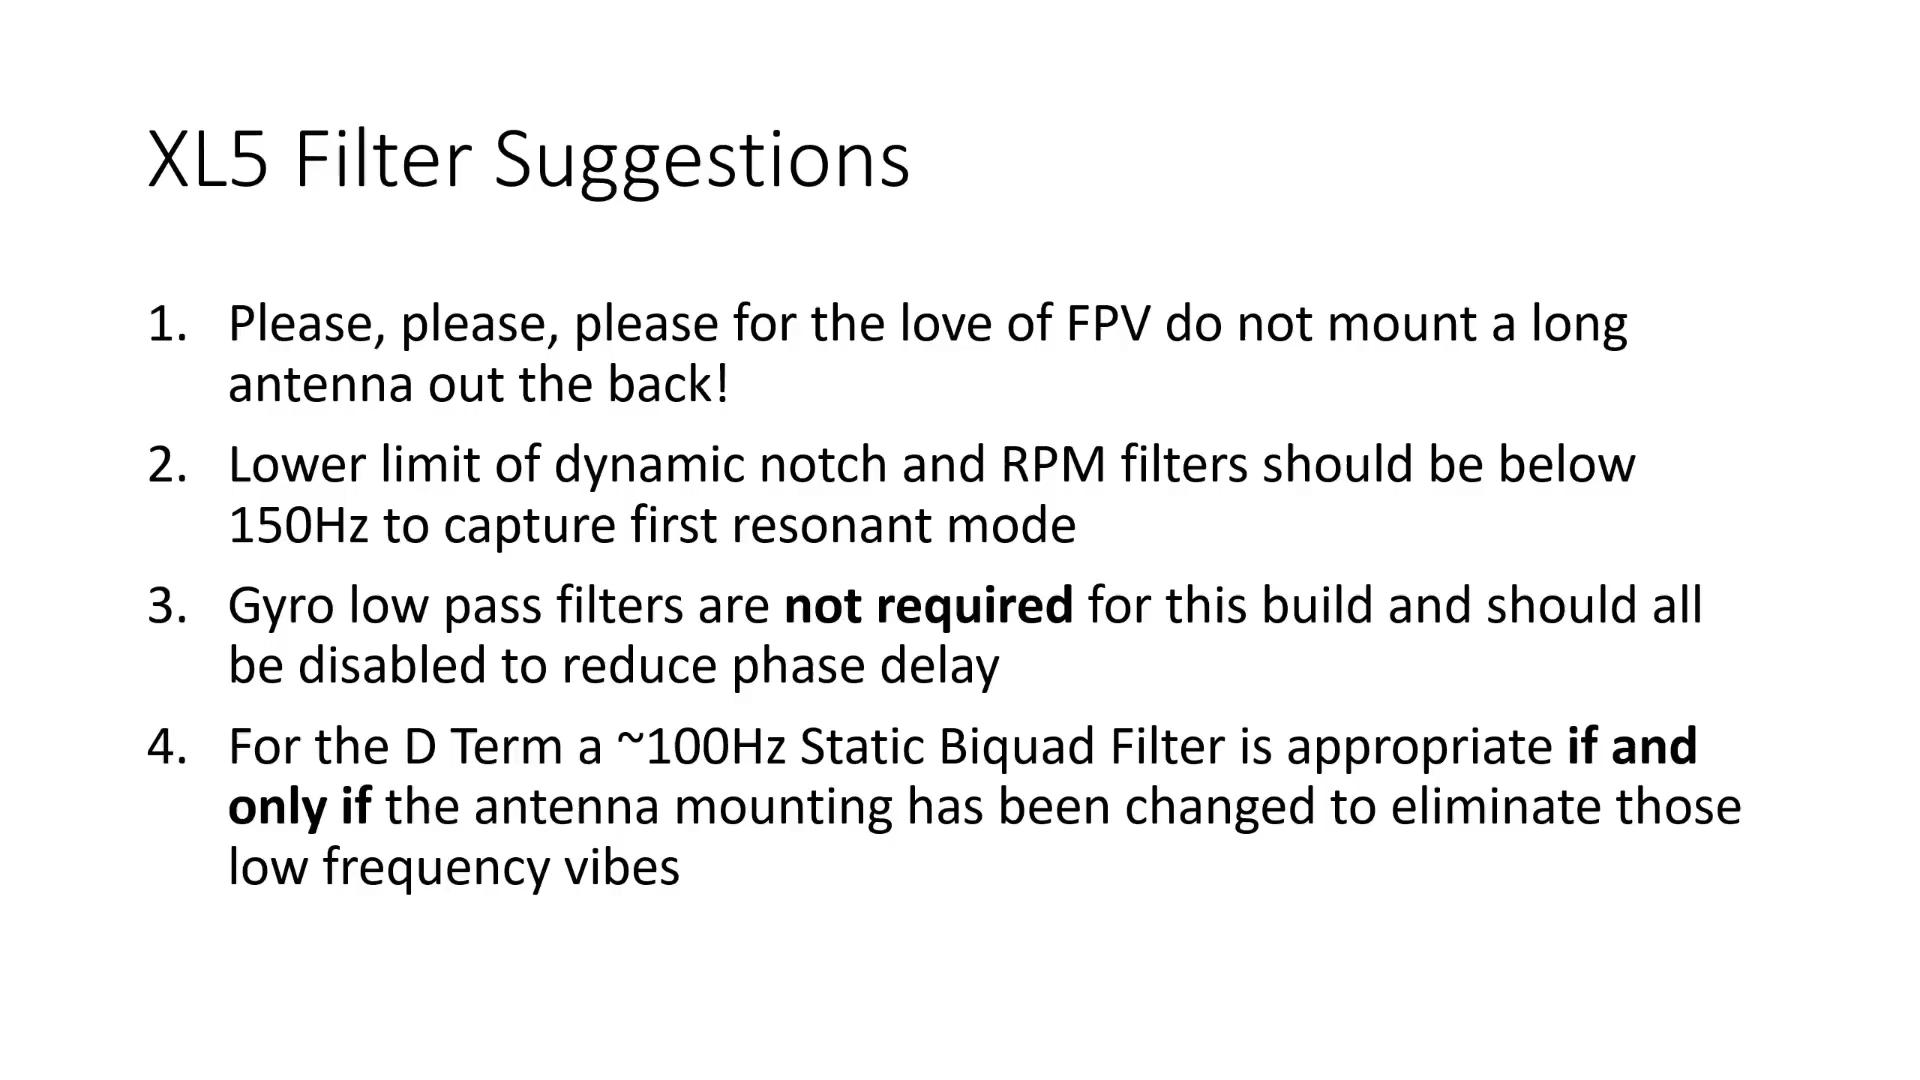 XL5 Filter Suggestions
1. Please, please, please for the love of FPV do not mount a long
antenna out the back!
2. Lower limit of dynamic notch and RPM filters should be below
150Hz to capture first resonant mode
3. Gyro low pass filters are not required for this build and should all
be disabled to reduce phase delay
4. For the D Term a ~100Hz Static Biquad Filter is appropriate if and
only if the antenna mounting has been changed to eliminate those
low frequency vibes